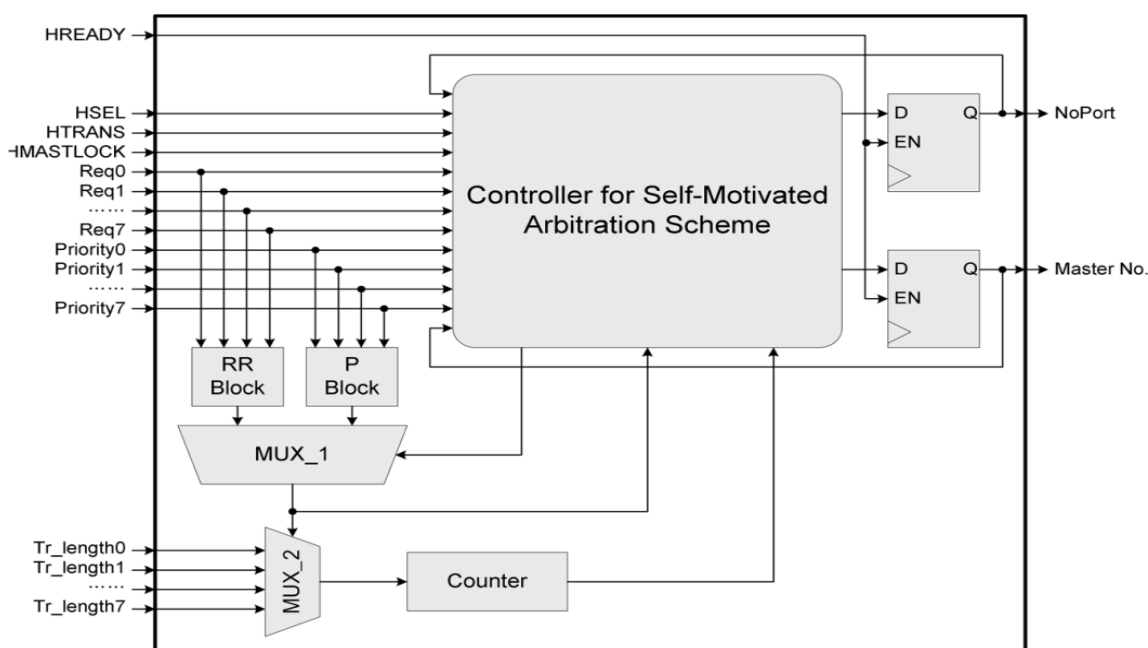 HREADY
HSEL
HTRANS
HMASTLOCK
Req0
Req1
......
Req7
Priority0
Priority1
......
Priority7
Controller for Self-Motivated
Arbitration Scheme
D Q
EN
NoPort
D Q
EN
Master No.
RR
Block
P
Block
MUX_1
Tr_length0
Tr_length1
......
Tr_length7
MUX_2
Counter